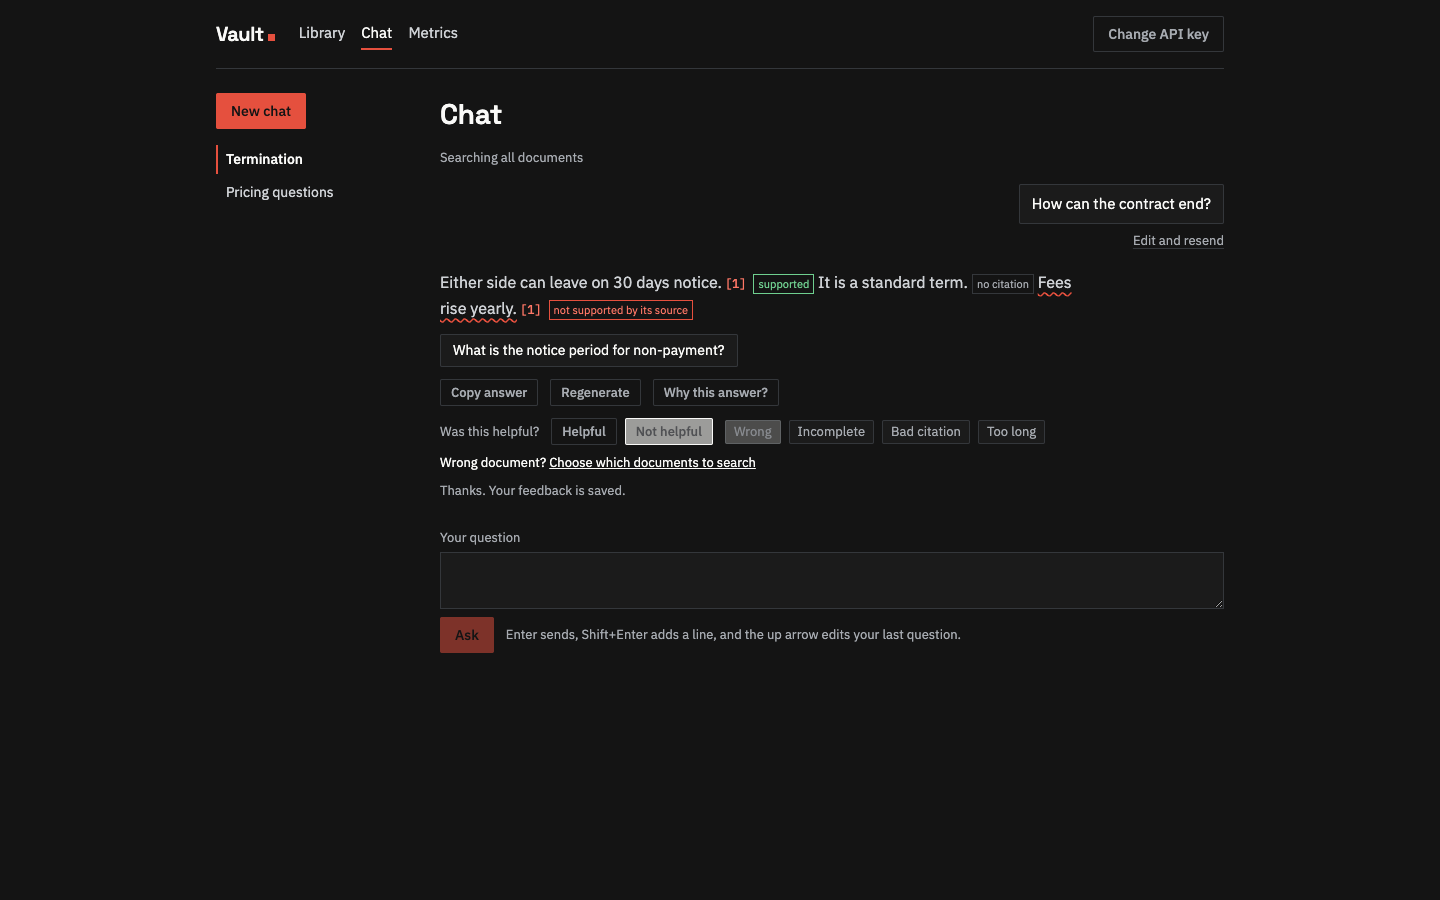 Vault
Library
Chat
Metrics
Change API key
New chat
Termination
Pricing questions
Chat
Searching all documents
How can the contract end?
Edit and resend
Either side can leave on 30 days notice. [1] supported It is a standard term. no citation Fees
rise yearly. [1] not supported by its source
What is the notice period for non-payment?
Copy answer
Regenerate
Why this answer?
Was this helpful?
Helpful
Not helpful
Wrong
Incomplete
Bad citation
Too long
Wrong document? Choose which documents to search
Thanks. Your feedback is saved.
Your question
Ask
Enter sends, Shift+Enter adds a line, and the up arrow edits your last question.